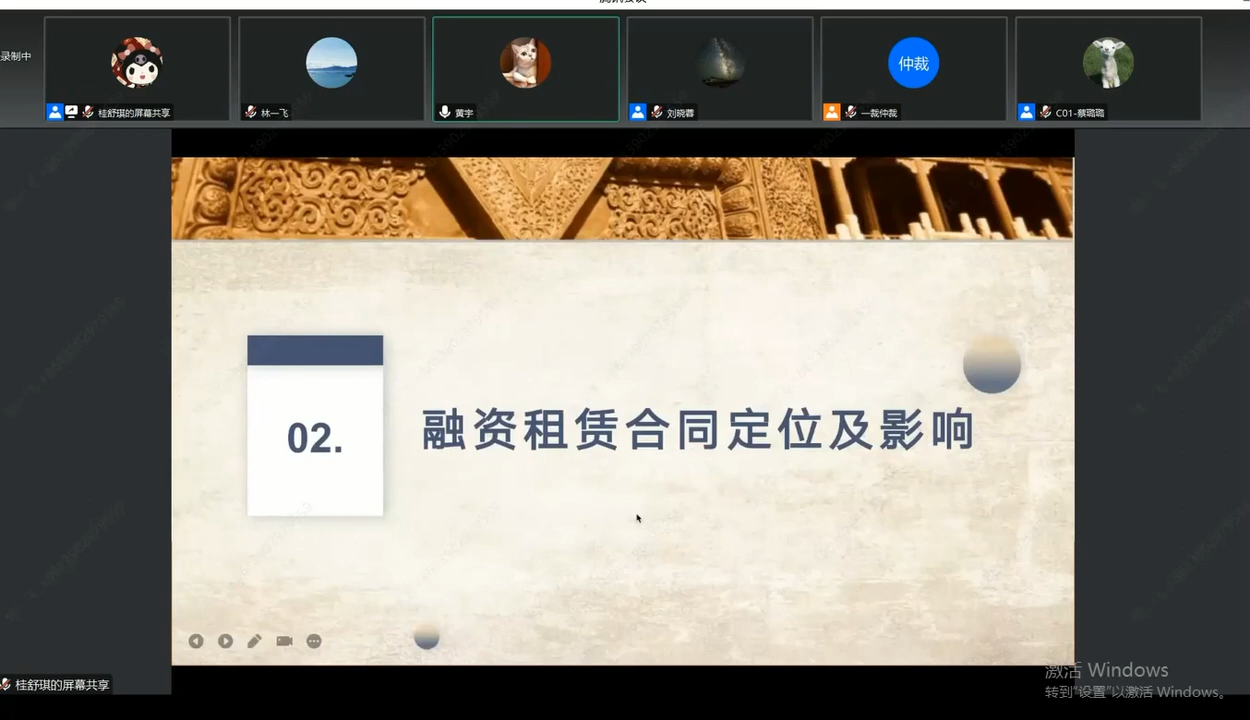 录制中
仲裁
桂舒琪的屏幕共享
林一飞
黄宇
刘晓蓉
一裁仲裁
C01-蔡璐璐
02.
融资租赁合同定位及影响
桂舒琪的屏幕共享
激活 Windows
转到“设置”以激活 Windows。